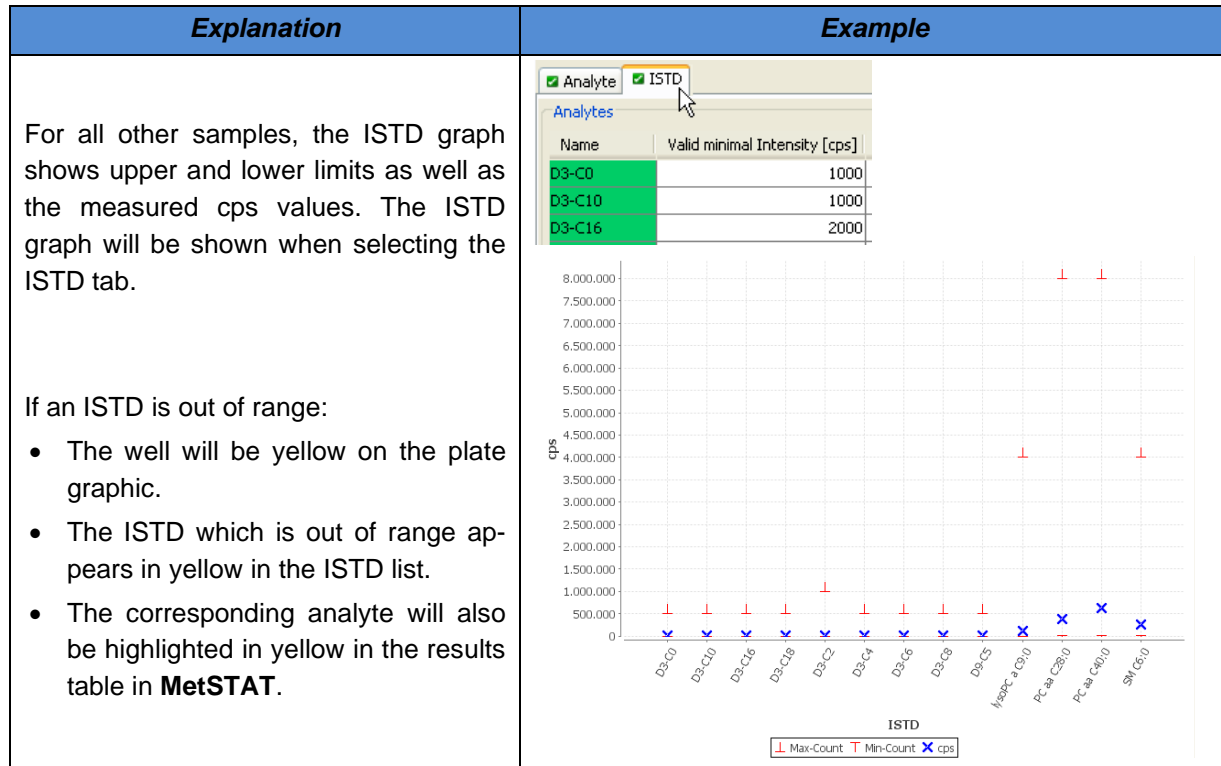 Explanation
Example
For all other samples, the ISTD graph
shows upper and lower limits as well as
the measured cps values. The ISTD
graph will be shown when selecting the
ISTD tab.
If an ISTD is out of range:
• The well will be yellow on the plate
graphic.
• The ISTD which is out of range ap-
pears in yellow in the ISTD list.
• The corresponding analyte will also
be highlighted in yellow in the results
table in MetSTAT.
Analyte ISTD
Analytes
Name Valid minimal Intensity [cps]
D3-C0 1000
D3-C10 1000
D3-C16 2000
8.000.000
7.500.000
7.000.000
6.500.000
6.000.000
5.500.000
5.000.000
4.500.000
4.000.000
3.500.000
3.000.000
2.500.000
2.000.000
1.500.000
1.000.000
500.000
0
cps
D3-C0
D3-C10
D3-C16
D3-C18
D3-C2
D3-C4
D3-C6
D3-C8
D9-C5
lysoPC a C9:0
PC aa C28:0
PC aa C40:0
SM C6:0
ISTD
Max-Count Min-Count cps